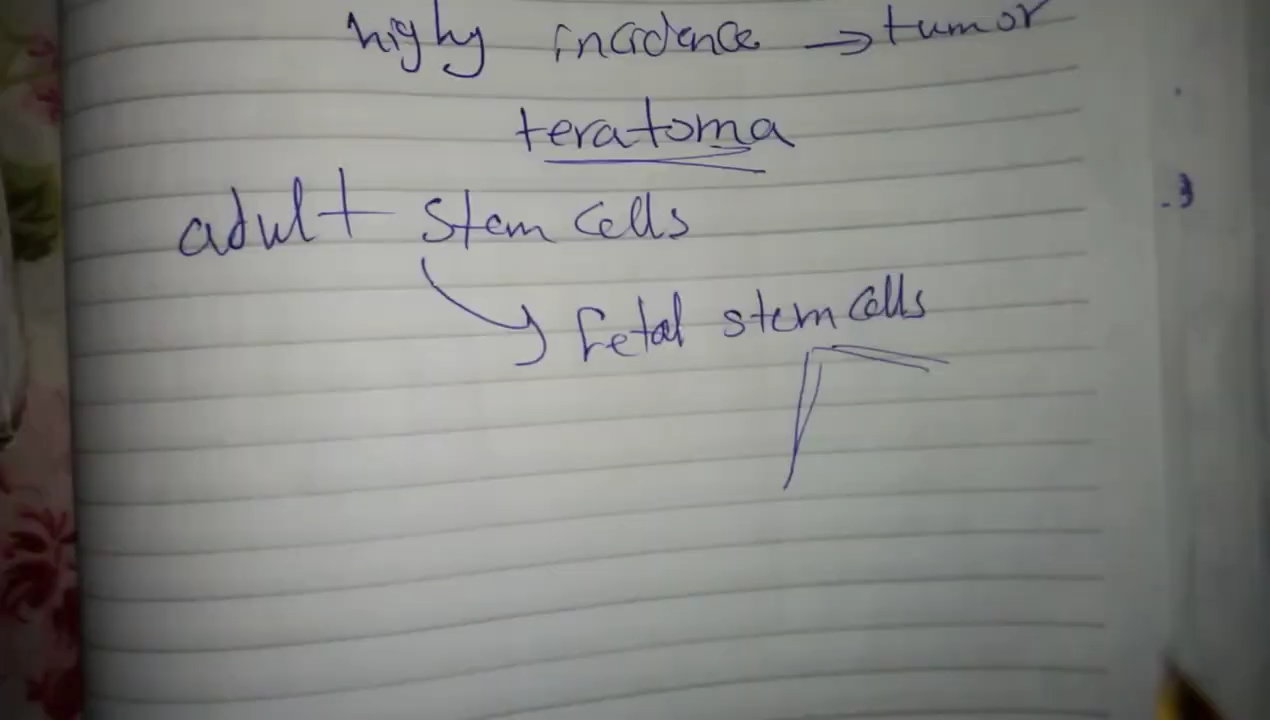 highy incidence → tumor
teratoma
adult stem cells
fetal stem cells